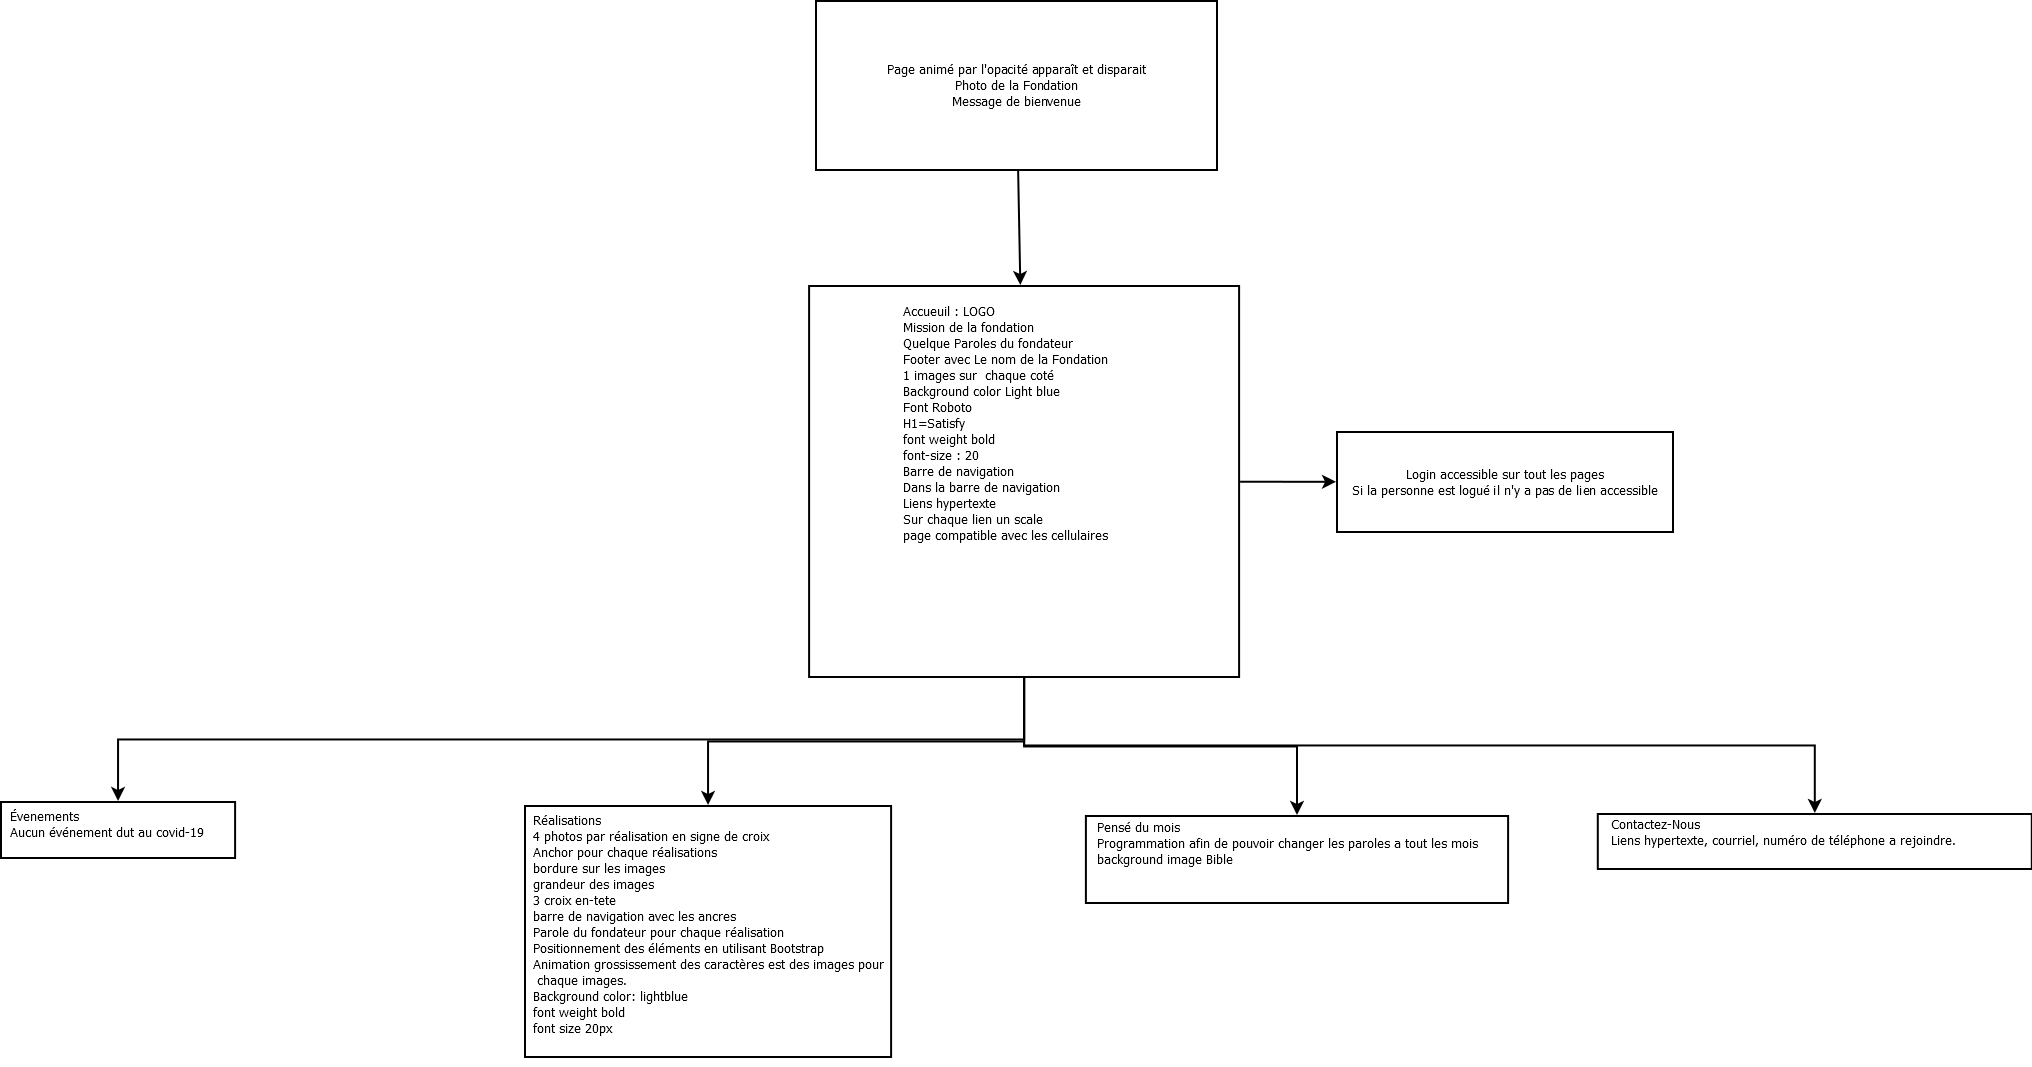 Page animé par l'opacité apparaît et disparait
Photo de la Fondation
Message de bienvenue
Accueuil : LOGO
Mission de la fondation
Quelque Paroles du fondateur
Footer avec Le nom de la Fondation
1 images sur  chaque coté
Background color Light blue
Font Roboto
H1=Satisfy
font weight bold
font-size : 20
Barre de navigation
Dans la barre de navigation
Liens hypertexte
Sur chaque lien un scale
page compatible avec les cellulaires
Login accessible sur tout les pages
Si la personne est logué il n'y a pas de lien accessible
Évenements
Aucun événement dut au covid-19
Réalisations
4 photos par réalisation en signe de croix
Anchor pour chaque réalisations
bordure sur les images
grandeur des images
3 croix en-tete
barre de navigation avec les ancres
Parole du fondateur pour chaque réalisation
Positionnement des éléments en utilisant Bootstrap
Animation grossissement des caractères est des images pour
chaque images.
Background color: lightblue
font weight bold
font size 20px
Pensé du mois
Programmation afin de pouvoir changer les paroles a tout les mois
background image Bible
Contactez-Nous
Liens hypertexte, courriel, numéro de téléphone a rejoindre.